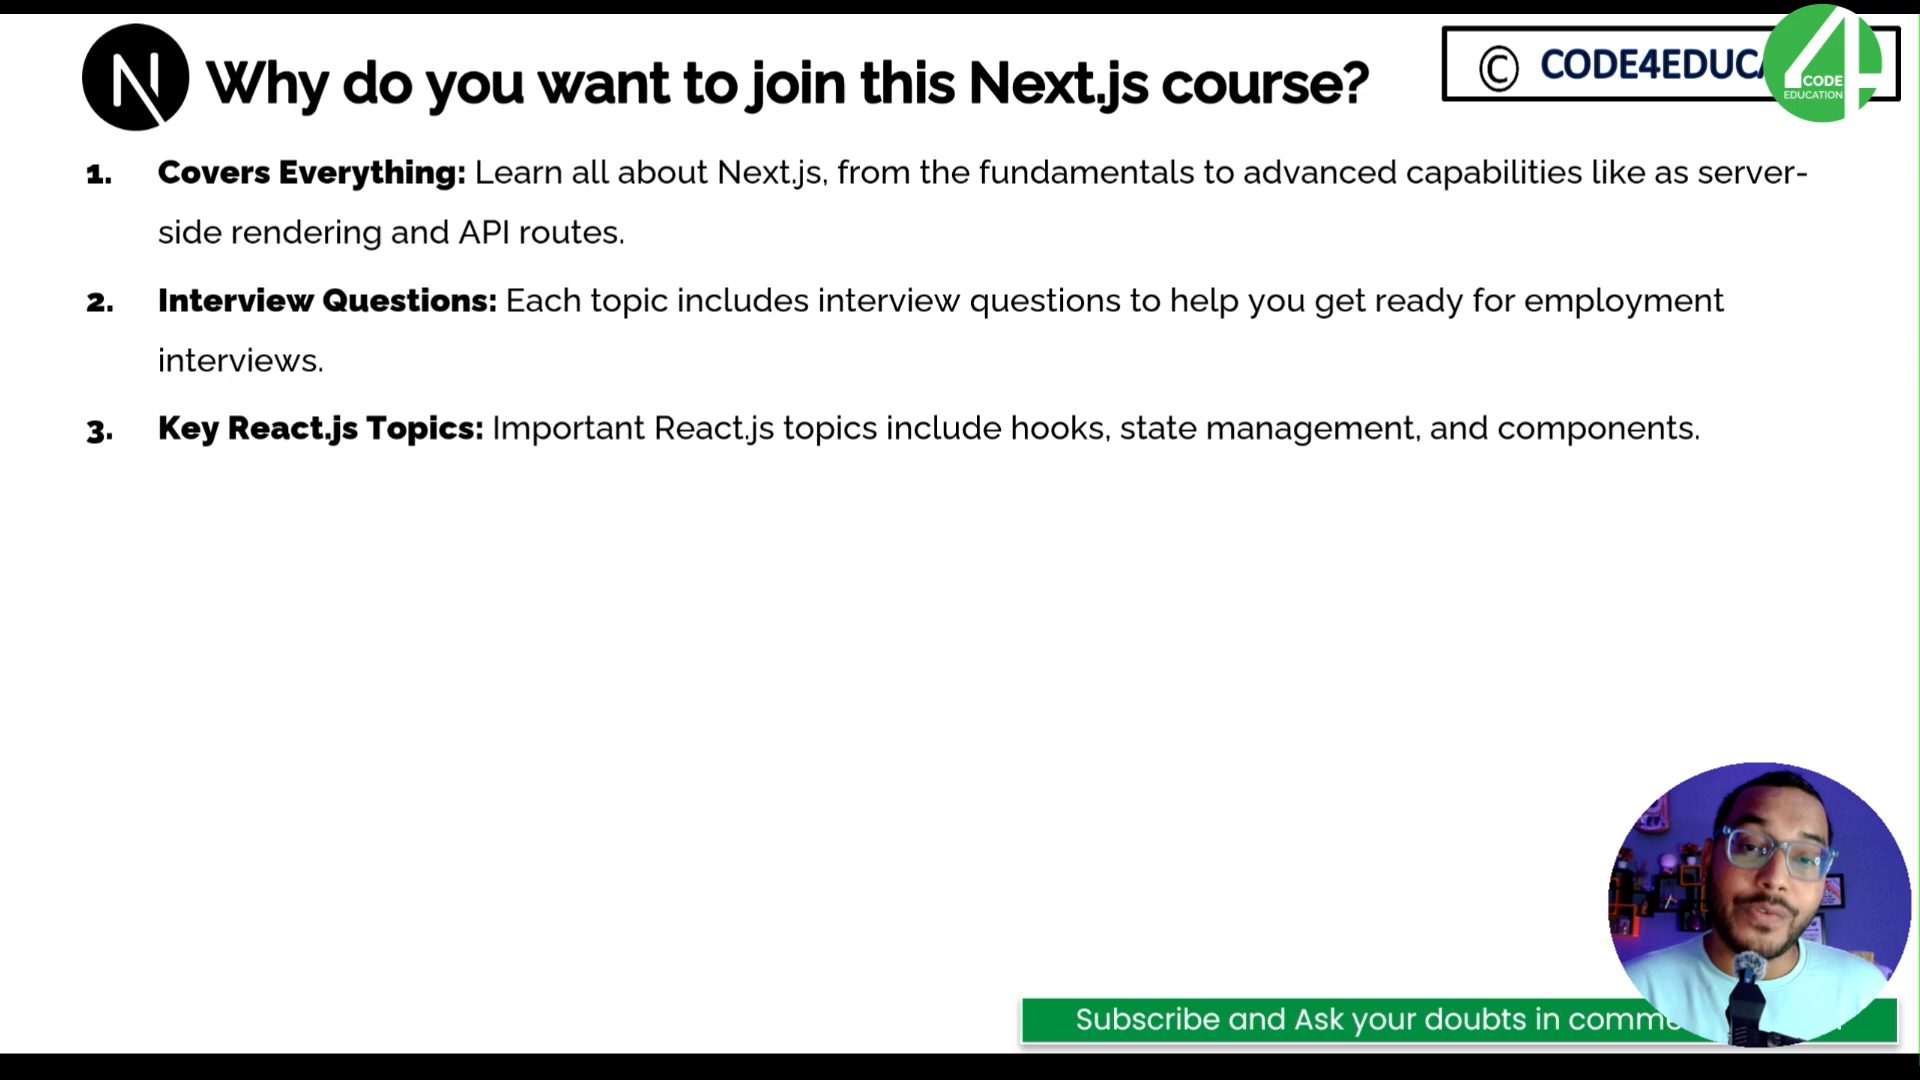 Why do you want to join this Next.js course?
© CODE4EDUCA
CODE
EDUCATION
1. Covers Everything: Learn all about Next.js, from the fundamentals to advanced capabilities like as server-
side rendering and API routes.
2. Interview Questions: Each topic includes interview questions to help you get ready for employment
interviews.
3. Key React.js Topics: Important React.js topics include hooks, state management, and components.
Subscribe and Ask your doubts in comme